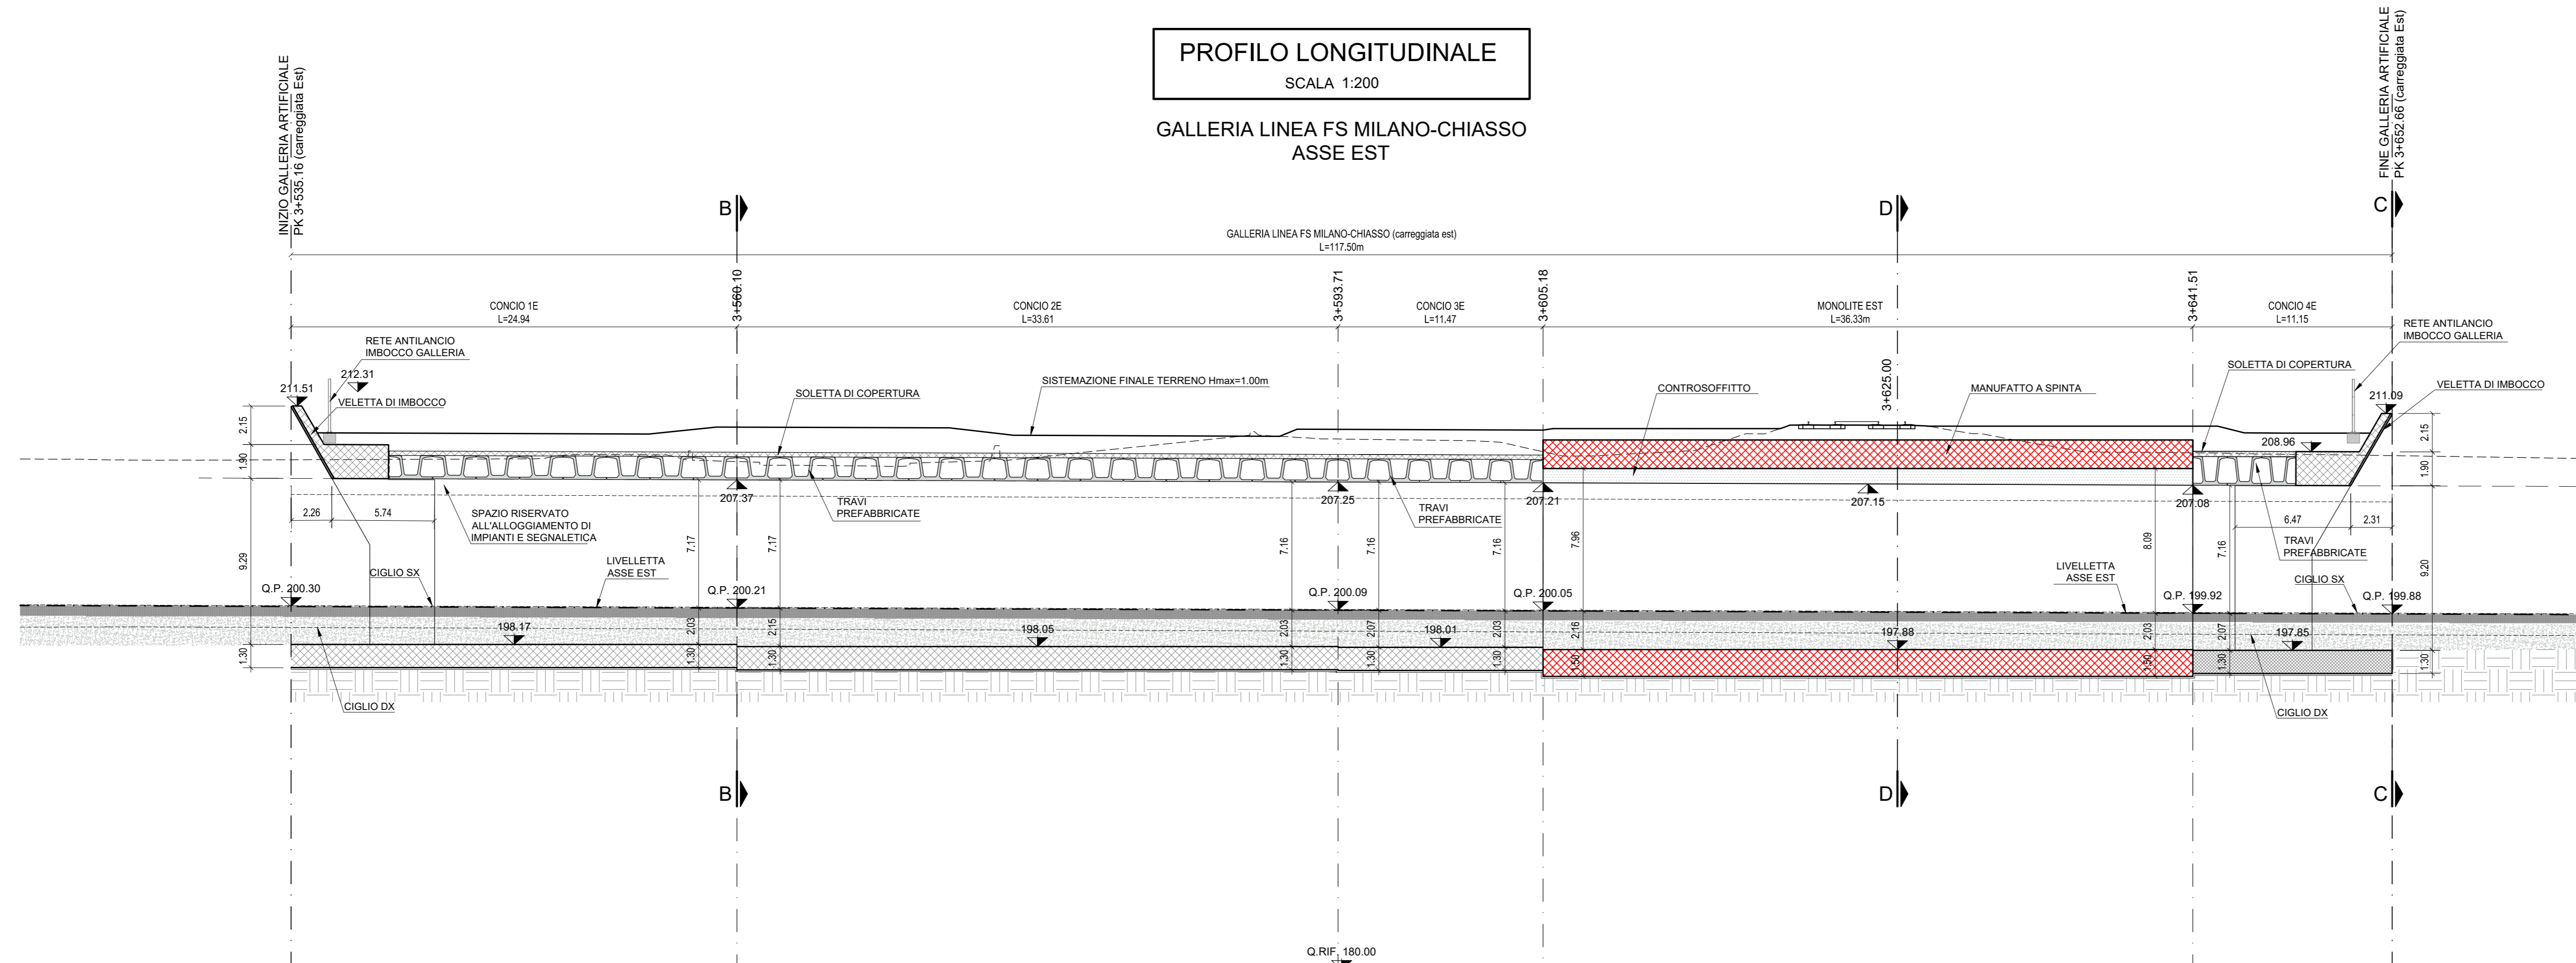 PROFILO LONGITUDINALE
SCALA 1:200
GALLERIA LINEA FS MILANO-CHIASSO
ASSE EST
INIZIO GALLERIA ARTIFICIALE
PK 3+535.16 (carreggiata Est)
FINE GALLERIA ARTIFICIALE
PK 3+652.66 (carreggiata Est)
B
D
C
GALLERIA LINEA FS MILANO-CHIASSO (carreggiata est)
L=117.50m
3+560.10
3+593.71
3+605.18
3+641.51
CONCIO 1E
L=24.94
CONCIO 2E
L=33.61
CONCIO 3E
L=11.47
MONOLITE EST
L=36.33m
CONCIO 4E
L=11.15
RETE ANTILANCIO
IMBOCCO GALLERIA
RETE ANTILANCIO
IMBOCCO GALLERIA
3+625.00
211.51
212.31
VELETTA DI IMBOCCO
SOLETTA DI COPERTURA
SISTEMAZIONE FINALE TERRENO Hmax=1.00m
CONTROSOFFITTO
MANUFATTO A SPINTA
SOLETTA DI COPERTURA
VELETTA DI IMBOCCO
211.09
208.96
2.15
1.90
2.15
1.90
207.37
207.25
207.21
207.15
207.08
TRAVI
PREFABBRICATE
TRAVI
PREFABBRICATE
TRAVI
PREFABBRICATE
2.26
5.74
6.47
2.31
SPAZIO RISERVATO
ALL'ALLOGGIAMENTO DI
IMPIANTI E SEGNALETICA
9.29
7.17
7.17
7.16
7.16
7.16
7.96
8.09
7.16
9.20
CIGLIO SX
LIVELLETTA
ASSE EST
LIVELLETTA
ASSE EST
CIGLIO SX
Q.P. 200.30
Q.P. 200.21
Q.P. 200.09
Q.P. 200.05
Q.P. 199.92
Q.P. 199.88
198.17
198.05
198.01
197.88
197.85
2.03
2.15
2.03
2.07
2.03
2.16
2.03
2.07
1.30
1.30
1.30
1.30
1.30
1.30
1.50
1.50
1.30
1.30
CIGLIO DX
CIGLIO DX
B
D
C
Q.RIF. 180.00